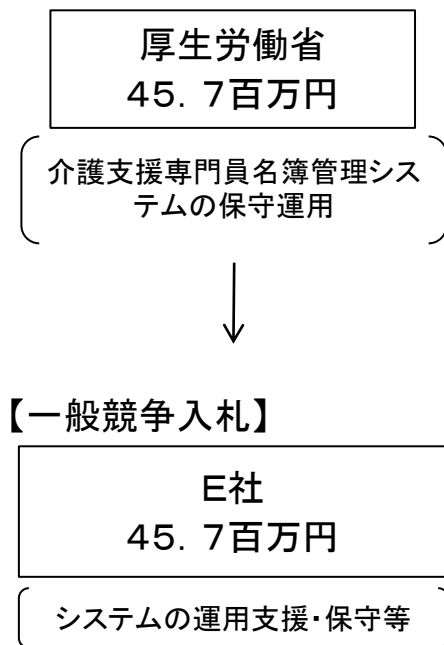 厚生労働省
45.7百万円
介護支援専門員名簿管理シス
テムの保守運用
【一般競争入札】
E社
45.7百万円
システムの運用支援・保守等